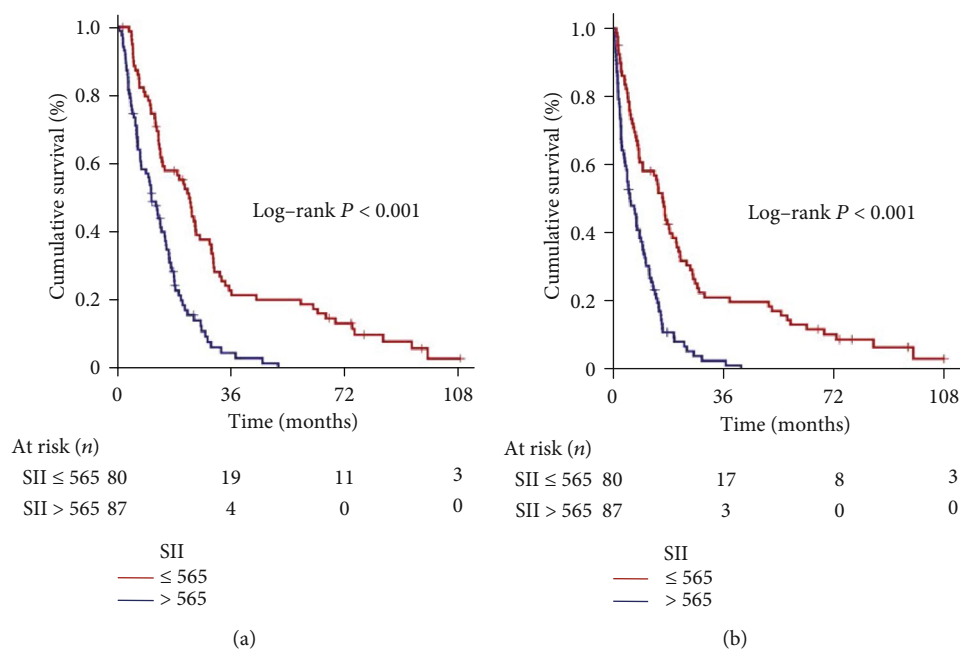 1.0
0.8
0.6
0.4
0.2
0
Cumulative survival (%)
Log–rank P < 0.001
0 36 72 108
Time (months)
At risk (n)
SII ≤ 565 80 19 11 3
SII > 565 87 4 0 0
SII
≤ 565
> 565
(a)
1.0
0.8
0.6
0.4
0.2
0
Cumulative survival (%)
Log–rank P < 0.001
0 36 72 108
Time (months)
At risk (n)
SII ≤ 565 80 17 8 3
SII > 565 87 3 0 0
SII
≤ 565
> 565
(b)